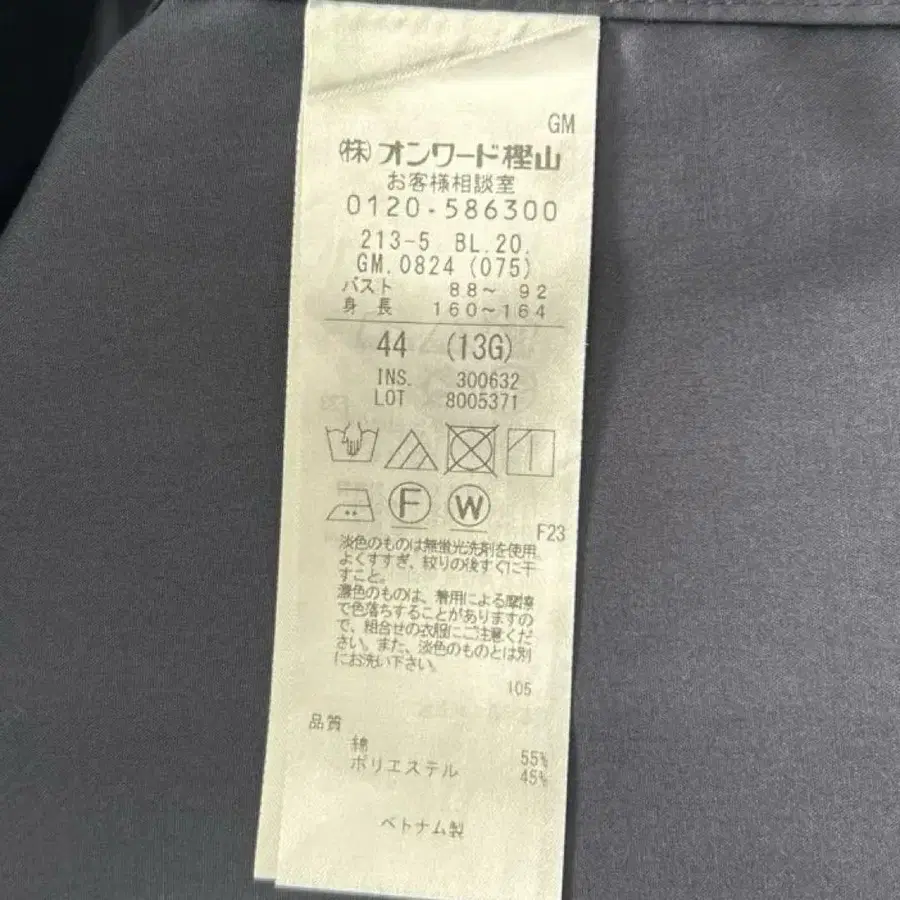 GM
(株)オンワード樫山
お客様相談室
0120-586300
213-5 BL.20.
GM.0824 (075)
バスト 88～ 92
身 長 160～164
44 (13G)
INS. 300632
LOT 8005371
F
W
F23
淡色のものは無蛍光洗剤を使用
よくすすぎ、絞りの後すぐに干
すこと。
濃色のものは、着用による摩擦
で色落ちすることがありますの
で、組合せの衣服にご注意くだ
さい。また、淡色のものとは別
にお洗い下さい。
105
品質
綿 55%
ポリエステル 45%
ベトナム製